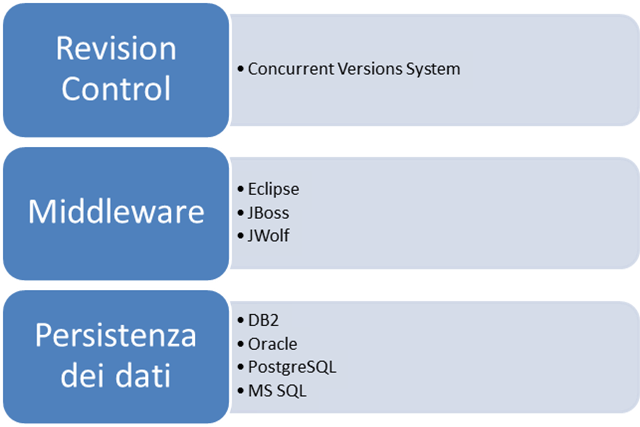 Revision
Control
• Concurrent Versions System
Middleware
• Eclipse
• JBoss
• JWolf
Persistenza
dei dati
• DB2
• Oracle
• PostgreSQL
• MS SQL